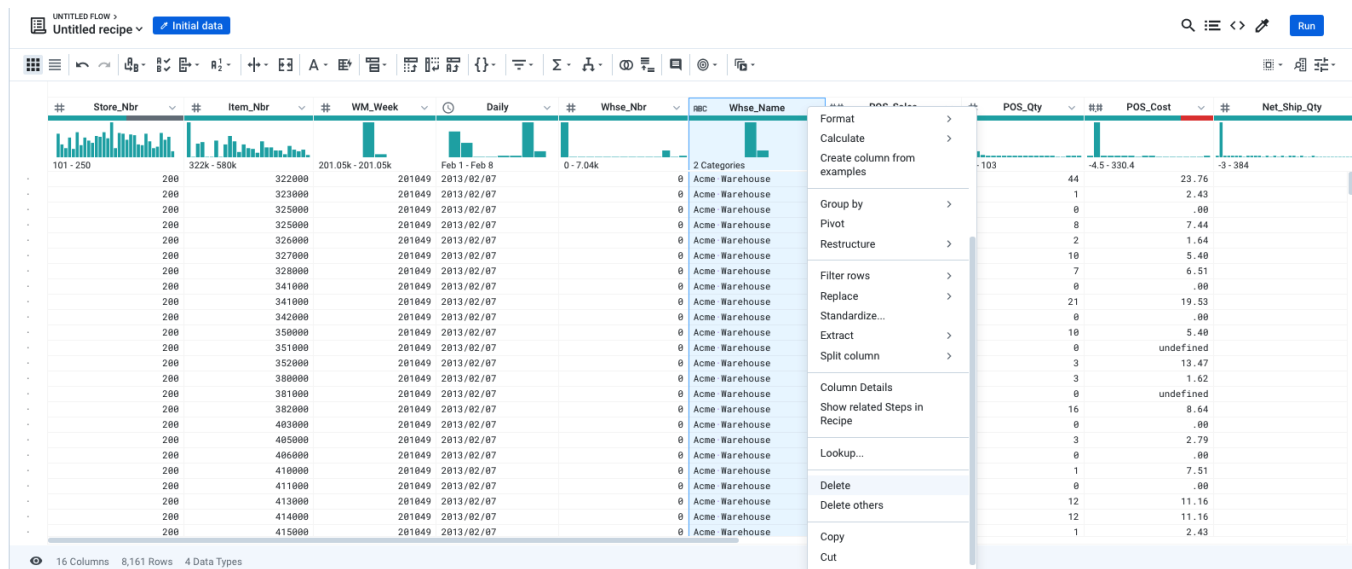 UNTITLED FLOW >
Untitled recipe
Initial data
Run
# Store_Nbr # Item_Nbr # WM_Week Daily # Whse_Nbr ABC Whse_Name POS_Sales POS_Qty #.# POS_Cost # Net_Ship_Qty
101 - 250 322k - 580k 201.05k - 201.05k Feb 1 - Feb 8 0 - 7.04k 2 Categories - 103 -4.5 - 330.4 -3 - 384
200 322000 201049 2013/02/07 0 Acme·Warehouse 44 23.76
200 323000 201049 2013/02/07 0 Acme·Warehouse 1 2.43
200 325000 201049 2013/02/07 0 Acme·Warehouse 0 .00
200 325000 201049 2013/02/07 0 Acme·Warehouse 8 7.44
200 326000 201049 2013/02/07 0 Acme·Warehouse 2 1.64
200 327000 201049 2013/02/07 0 Acme·Warehouse 10 5.40
200 328000 201049 2013/02/07 0 Acme·Warehouse 7 6.51
200 341000 201049 2013/02/07 0 Acme·Warehouse 0 .00
200 341000 201049 2013/02/07 0 Acme·Warehouse 21 19.53
200 342000 201049 2013/02/07 0 Acme·Warehouse 0 .00
200 350000 201049 2013/02/07 0 Acme·Warehouse 10 5.40
200 351000 201049 2013/02/07 0 Acme·Warehouse 0 undefined
200 352000 201049 2013/02/07 0 Acme·Warehouse 3 13.47
200 380000 201049 2013/02/07 0 Acme·Warehouse 3 1.62
200 381000 201049 2013/02/07 0 Acme·Warehouse 0 undefined
200 382000 201049 2013/02/07 0 Acme·Warehouse 16 8.64
200 403000 201049 2013/02/07 0 Acme·Warehouse 0 .00
200 405000 201049 2013/02/07 0 Acme·Warehouse 3 2.79
200 406000 201049 2013/02/07 0 Acme·Warehouse 0 .00
200 410000 201049 2013/02/07 0 Acme·Warehouse 1 7.51
200 411000 201049 2013/02/07 0 Acme·Warehouse 0 .00
200 413000 201049 2013/02/07 0 Acme·Warehouse 12 11.16
200 414000 201049 2013/02/07 0 Acme·Warehouse 12 11.16
200 415000 201049 2013/02/07 0 Acme·Warehouse 1 2.43
Format
Calculate
Create column from
examples
Group by
Pivot
Restructure
Filter rows
Replace
Standardize...
Extract
Split column
Column Details
Show related Steps in
Recipe
Lookup...
Delete
Delete others
Copy
Cut
16 Columns 8,161 Rows 4 Data Types